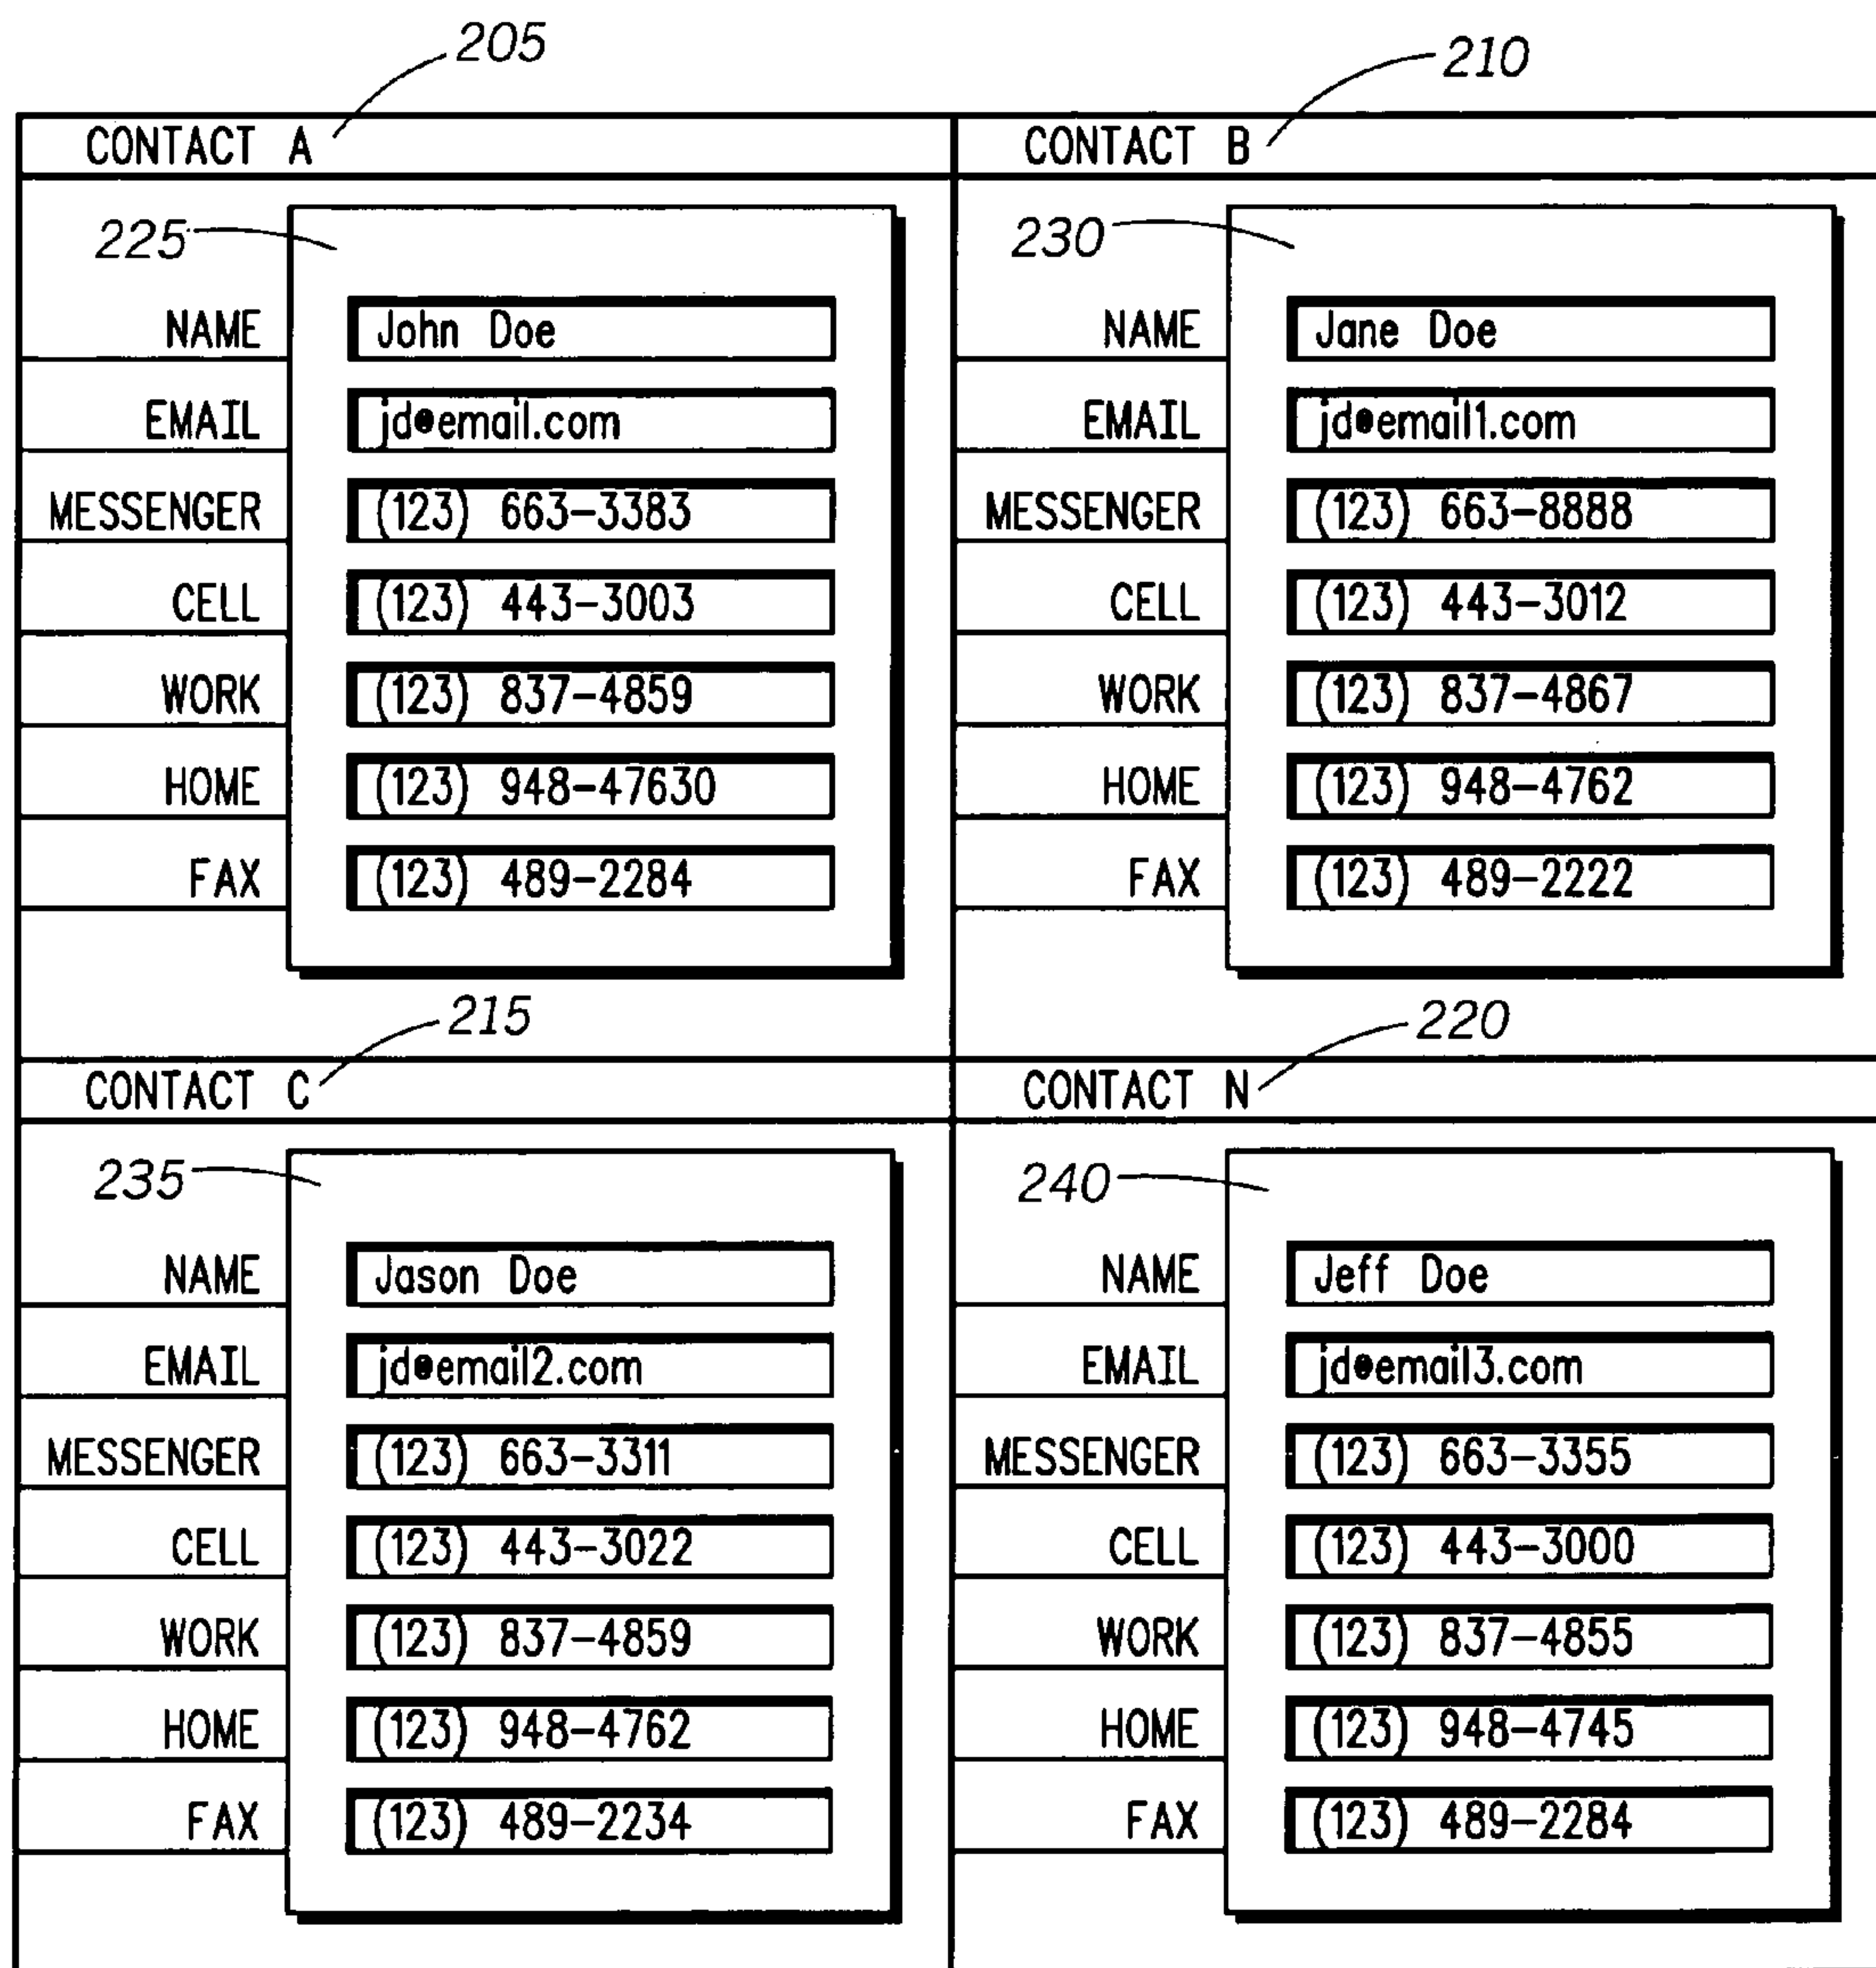 205
210
CONTACT A
CONTACT B
225
NAME John Doe
EMAIL jd@email.com
MESSENGER (123) 663-3383
CELL (123) 443-3003
WORK (123) 837-4859
HOME (123) 948-47630
FAX (123) 489-2284
230
NAME Jane Doe
EMAIL jd@email1.com
MESSENGER (123) 663-8888
CELL (123) 443-3012
WORK (123) 837-4867
HOME (123) 948-4762
FAX (123) 489-2222
215
220
CONTACT C
CONTACT N
235
NAME Jason Doe
EMAIL jd@email2.com
MESSENGER (123) 663-3311
CELL (123) 443-3022
WORK (123) 837-4859
HOME (123) 948-4762
FAX (123) 489-2234
240
NAME Jeff Doe
EMAIL jd@email3.com
MESSENGER (123) 663-3355
CELL (123) 443-3000
WORK (123) 837-4855
HOME (123) 948-4745
FAX (123) 489-2284